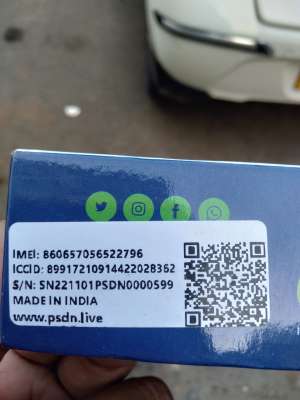 IMEI: 860657056522796
ICCID: 89917210914422028362
S/N: SN221101PSDN0000599
MADE IN INDIA
www.psdn.live